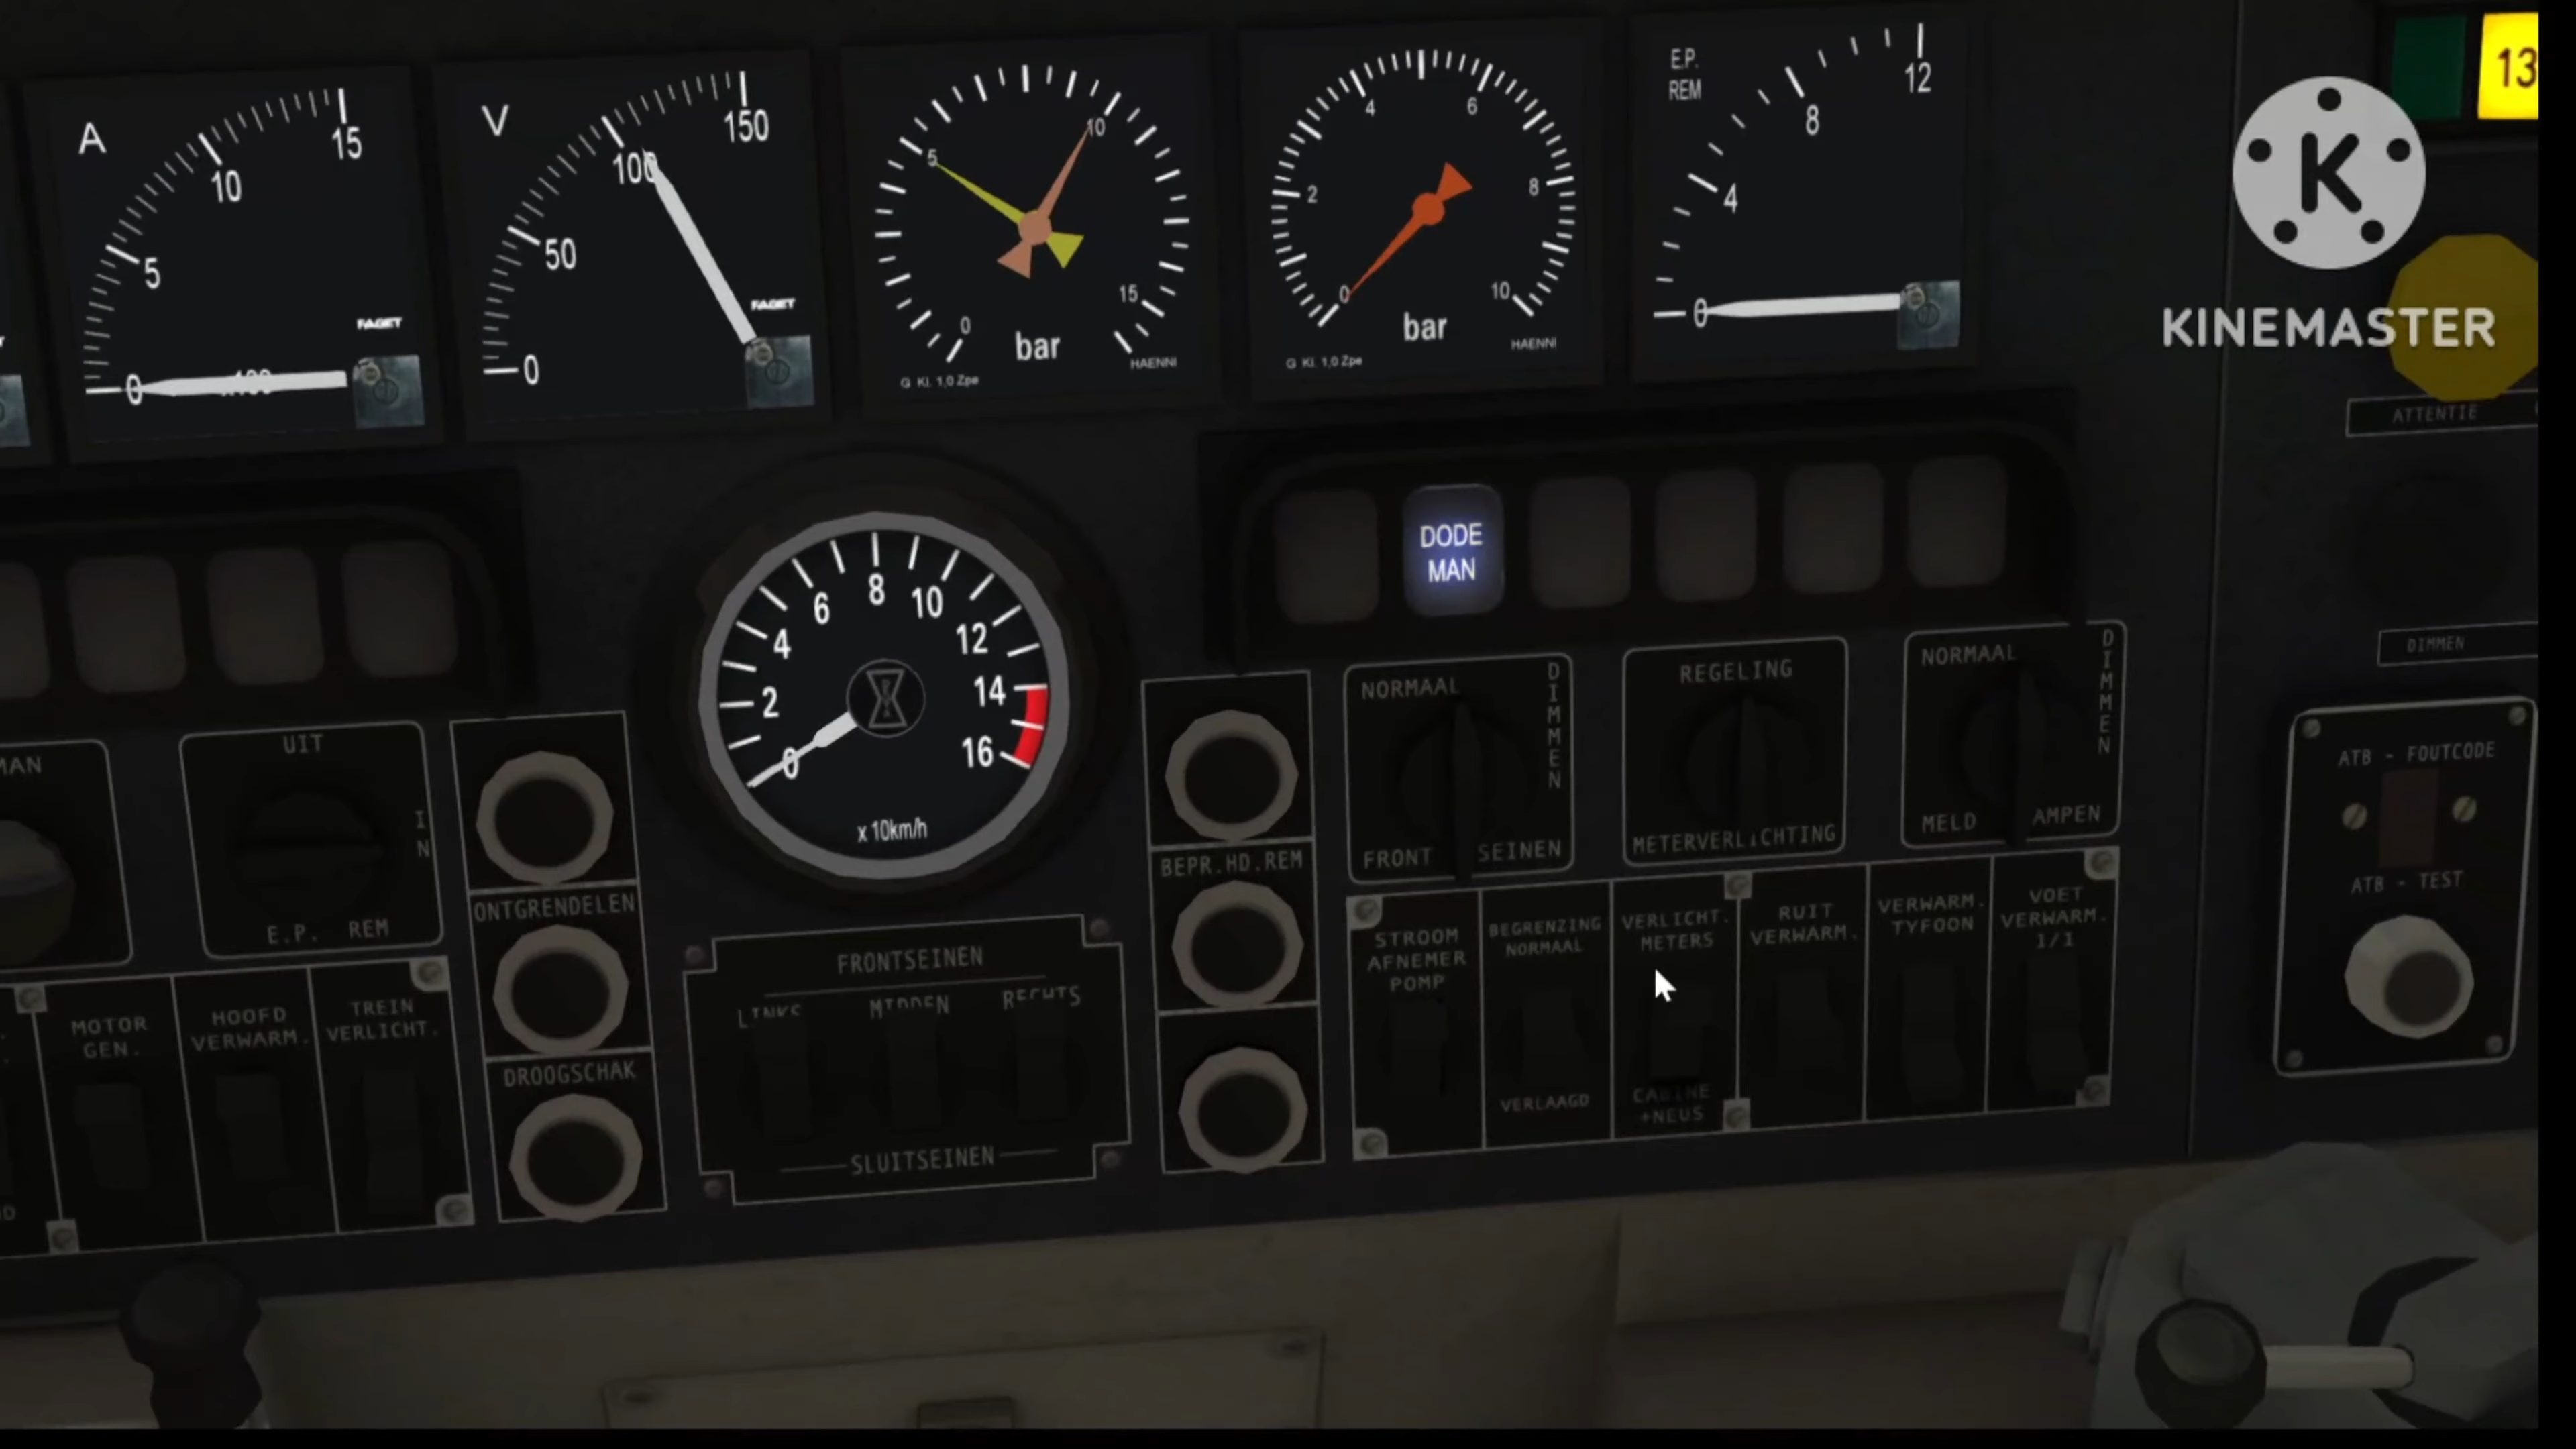 A
5
10
15
0
x100
FAGET
V
0
50
100
150
FAGET
0
5
10
15
bar
G Kl. 1,0 Zpe
HAENNI
0
2
4
6
8
10
bar
G Kl. 1,0 Zpe
HAENNI
E.P.
REM
0
4
8
12
13
K
KINEMASTER
ATTENTIE
DODE
MAN
0
2
4
6
8
10
12
14
16
x 10km/h
DIMMEN
NORMAAL
DIMMEN
FRONT SEINEN
REGELING
METERVERLICHTING
NORMAAL
DIMMEN
MELD AMPEN
ATB - FOUTCODE
ATB - TEST
MAN
UIT
IN
E.P. REM
ONTGRENDELEN
DROOGSCHAK
BEPR.HD.REM
FRONTSEINEN
LINKS MIDDEN RECHTS
SLUITSEINEN
MOTOR
GEN.
HOOFD
VERWARM.
TREIN
VERLICHT.
STROOM
AFNEMER
POMP
BEGRENZING
NORMAAL
VERLAAGD
VERLICHT.
METERS
CABINE
+NEUS
RUIT
VERWARM.
VERWARM.
TYFOON
VOET
VERWARM.
1/1